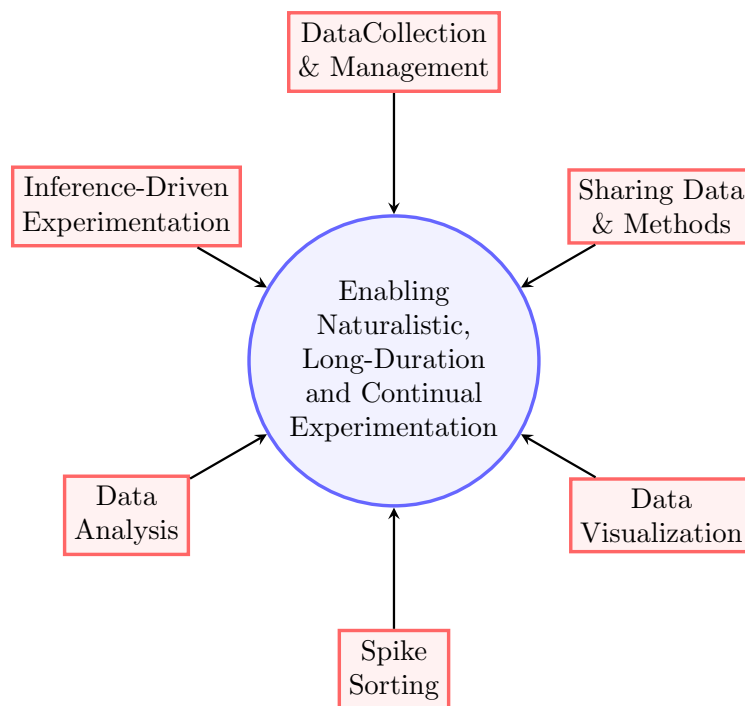 DataCollection
& Management
Inference-Driven
Experimentation
Sharing Data
& Methods
Enabling
Naturalistic,
Long-Duration
and Continual
Experimentation
Data
Analysis
Data
Visualization
Spike
Sorting